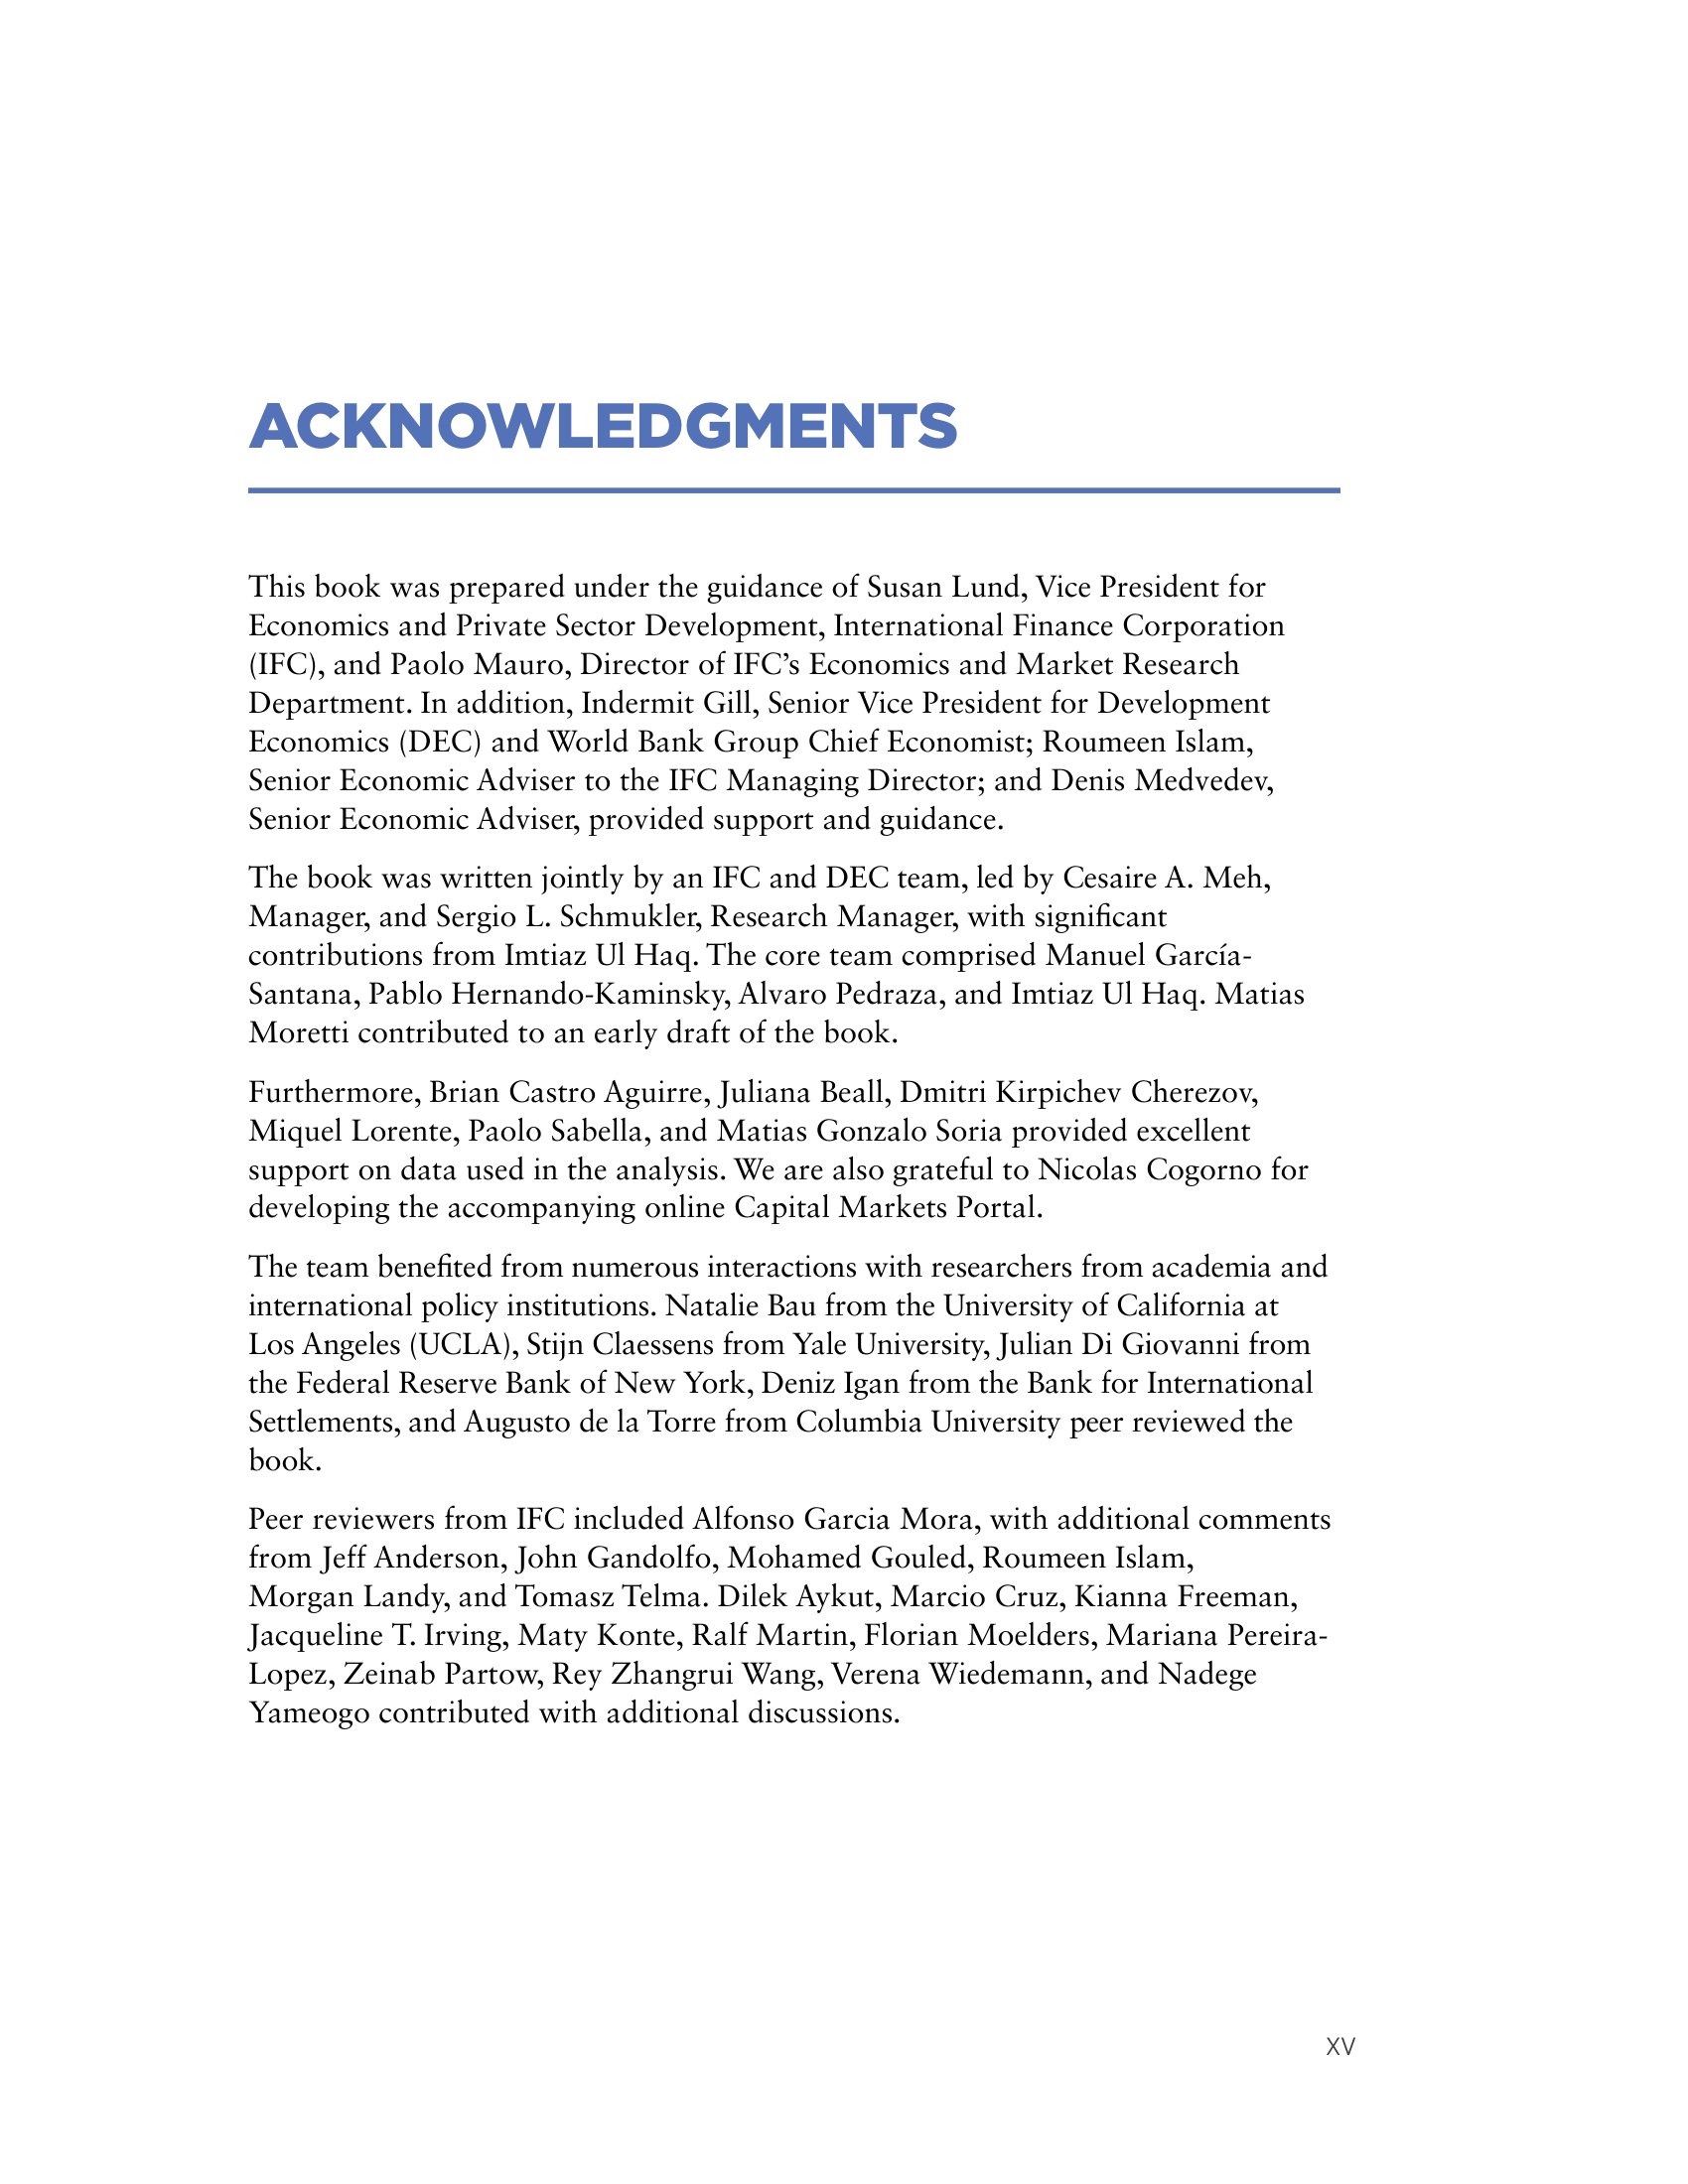 ACKNOWLEDGMENTS
This book was prepared under the guidance of Susan Lund, Vice President for
Economics and Private Sector Development, International Finance Corporation
(IFC), and Paolo Mauro, Director of IFC’s Economics and Market Research
Department. In addition, Indermit Gill, Senior Vice President for Development
Economics (DEC) and World Bank Group Chief Economist; Roumeen Islam,
Senior Economic Adviser to the IFC Managing Director; and Denis Medvedev,
Senior Economic Adviser, provided support and guidance.
The book was written jointly by an IFC and DEC team, led by Cesaire A. Meh,
Manager, and Sergio L. Schmukler, Research Manager, with significant
contributions from Imtiaz Ul Haq. The core team comprised Manuel García-
Santana, Pablo Hernando-Kaminsky, Alvaro Pedraza, and Imtiaz Ul Haq. Matias
Moretti contributed to an early draft of the book.
Furthermore, Brian Castro Aguirre, Juliana Beall, Dmitri Kirpichev Cherezov,
Miquel Lorente, Paolo Sabella, and Matias Gonzalo Soria provided excellent
support on data used in the analysis. We are also grateful to Nicolas Cogorno for
developing the accompanying online Capital Markets Portal.
The team benefited from numerous interactions with researchers from academia and
international policy institutions. Natalie Bau from the University of California at
Los Angeles (UCLA), Stijn Claessens from Yale University, Julian Di Giovanni from
the Federal Reserve Bank of New York, Deniz Igan from the Bank for International
Settlements, and Augusto de la Torre from Columbia University peer reviewed the
book.
Peer reviewers from IFC included Alfonso Garcia Mora, with additional comments
from Jeff Anderson, John Gandolfo, Mohamed Gouled, Roumeen Islam,
Morgan Landy, and Tomasz Telma. Dilek Aykut, Marcio Cruz, Kianna Freeman,
Jacqueline T. Irving, Maty Konte, Ralf Martin, Florian Moelders, Mariana Pereira-
Lopez, Zeinab Partow, Rey Zhangrui Wang, Verena Wiedemann, and Nadege
Yameogo contributed with additional discussions.
XV